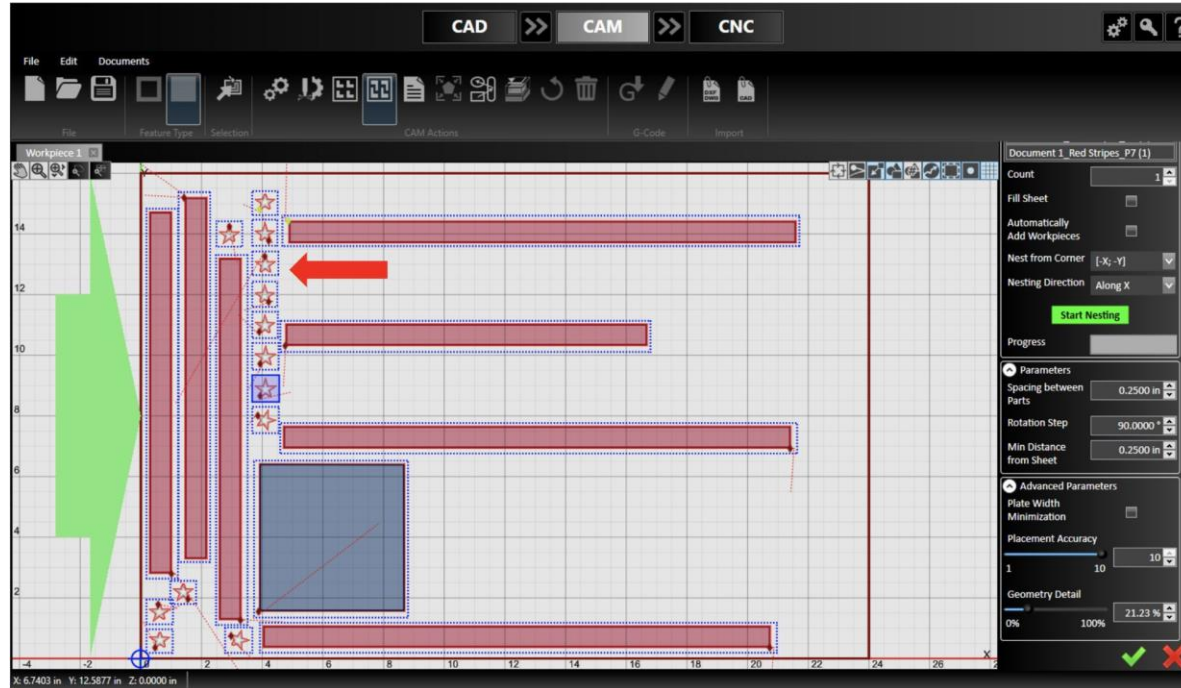 CAD >> CAM >> CNC
File Edit Documents
File Feature Type Selection CAM Actions G-Code Import
DXF DWG CAD
Workpiece 1
Document 1_Red Stripes_P7 (1)
Count 1
Fill Sheet
Automatically Add Workpieces
Nest from Corner [-X; -Y]
Nesting Direction Along X
Start Nesting
Progress
Parameters
Spacing between Parts 0.2500 in
Rotation Step 90.0000 °
Min Distance from Sheet 0.2500 in
Advanced Parameters
Plate Width Minimization
Placement Accuracy
10
1 10
Geometry Detail
21.23 %
0% 100%
Y
14
12
10
8
6
4
2
X
-4 -2 0 2 4 6 8 10 12 14 16 18 20 22 24 26
X: 6.7403 in Y: 12.5877 in Z: 0.0000 in